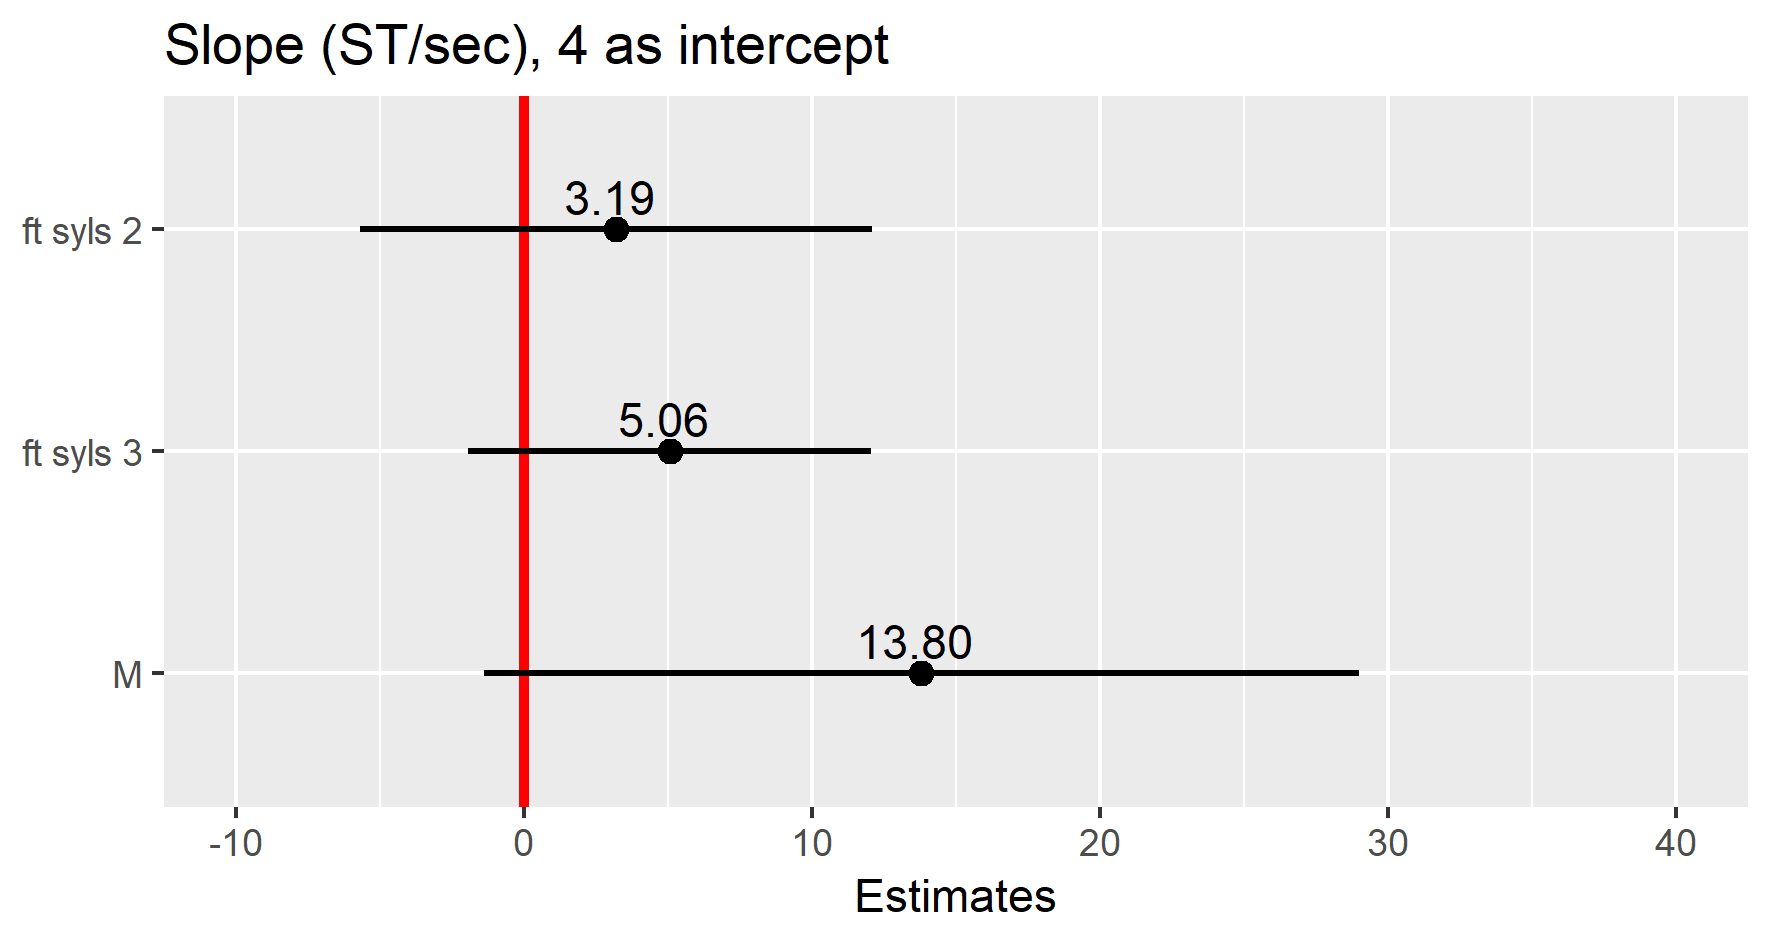 Slope (ST/sec), 4 as intercept
ft syls 2
3.19
ft syls 3
5.06
M
13.80
-10 0 10 20 30 40
Estimates